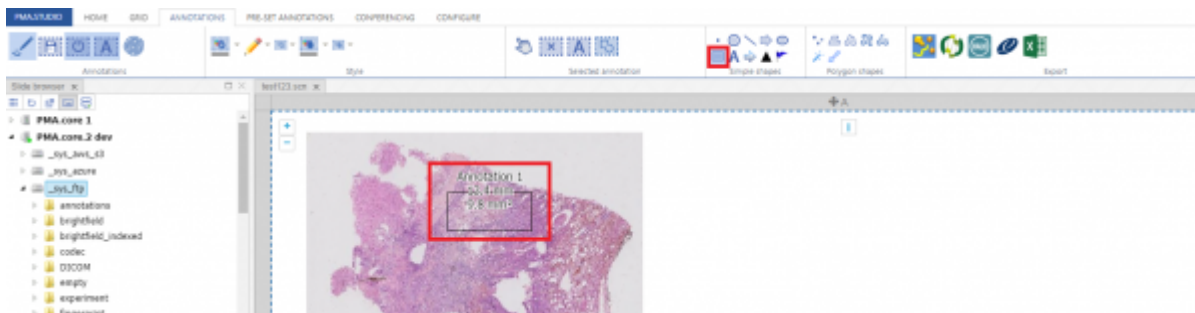 PMA.STUDIO HOME GRID ANNOTATIONS PRE-SET ANNOTATIONS CONFERENCING CONFIGURE
Annotations Style Selected annotation Simple shapes Polygon shapes Export
Slide browser test123.scn
A
PMA.core 1
PMA.core.2 dev
_sys_aws_s3
_sys_azure
_sys_ftp
annotations
brightfield
brightfield_indexed
codec
DICOM
empty
experiment
Annotation 1